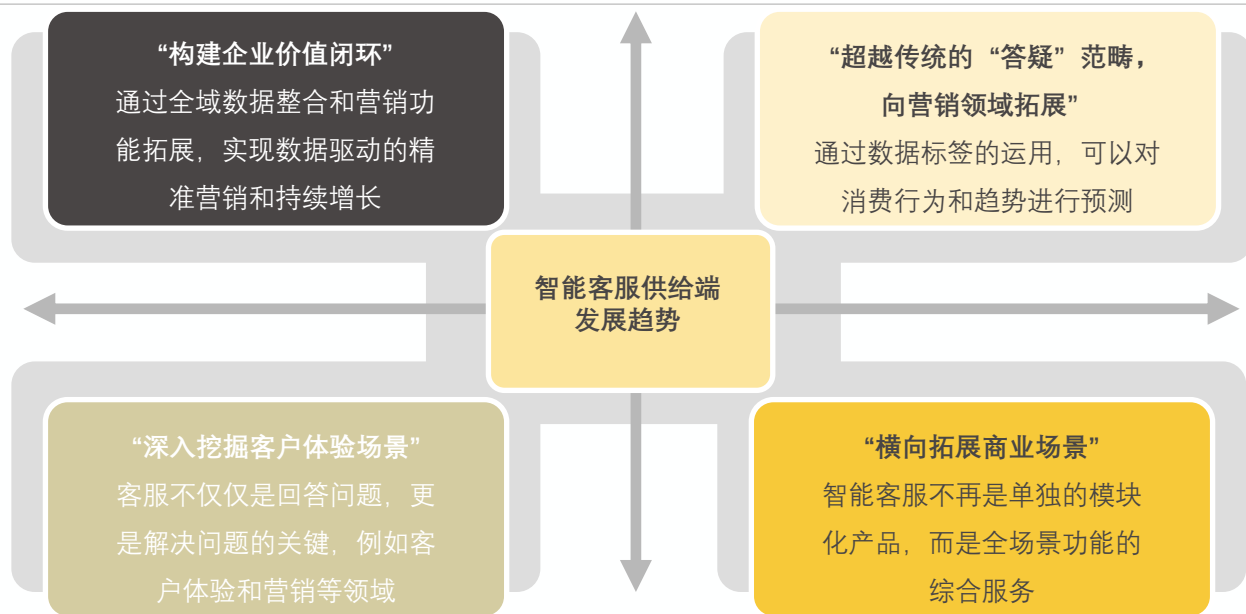 “构建企业价值闭环”
通过全域数据整合和营销功
能拓展，实现数据驱动的精
准营销和持续增长
“超越传统的“答疑”范畴，
向营销领域拓展”
通过数据标签的运用，可以对
消费行为和趋势进行预测
智能客服供给端
发展趋势
“深入挖掘客户体验场景”
客服不仅仅是回答问题，更
是解决问题的关键，例如客
户体验和营销等领域
“横向拓展商业场景”
智能客服不再是单独的模块
化产品，而是全场景功能的
综合服务